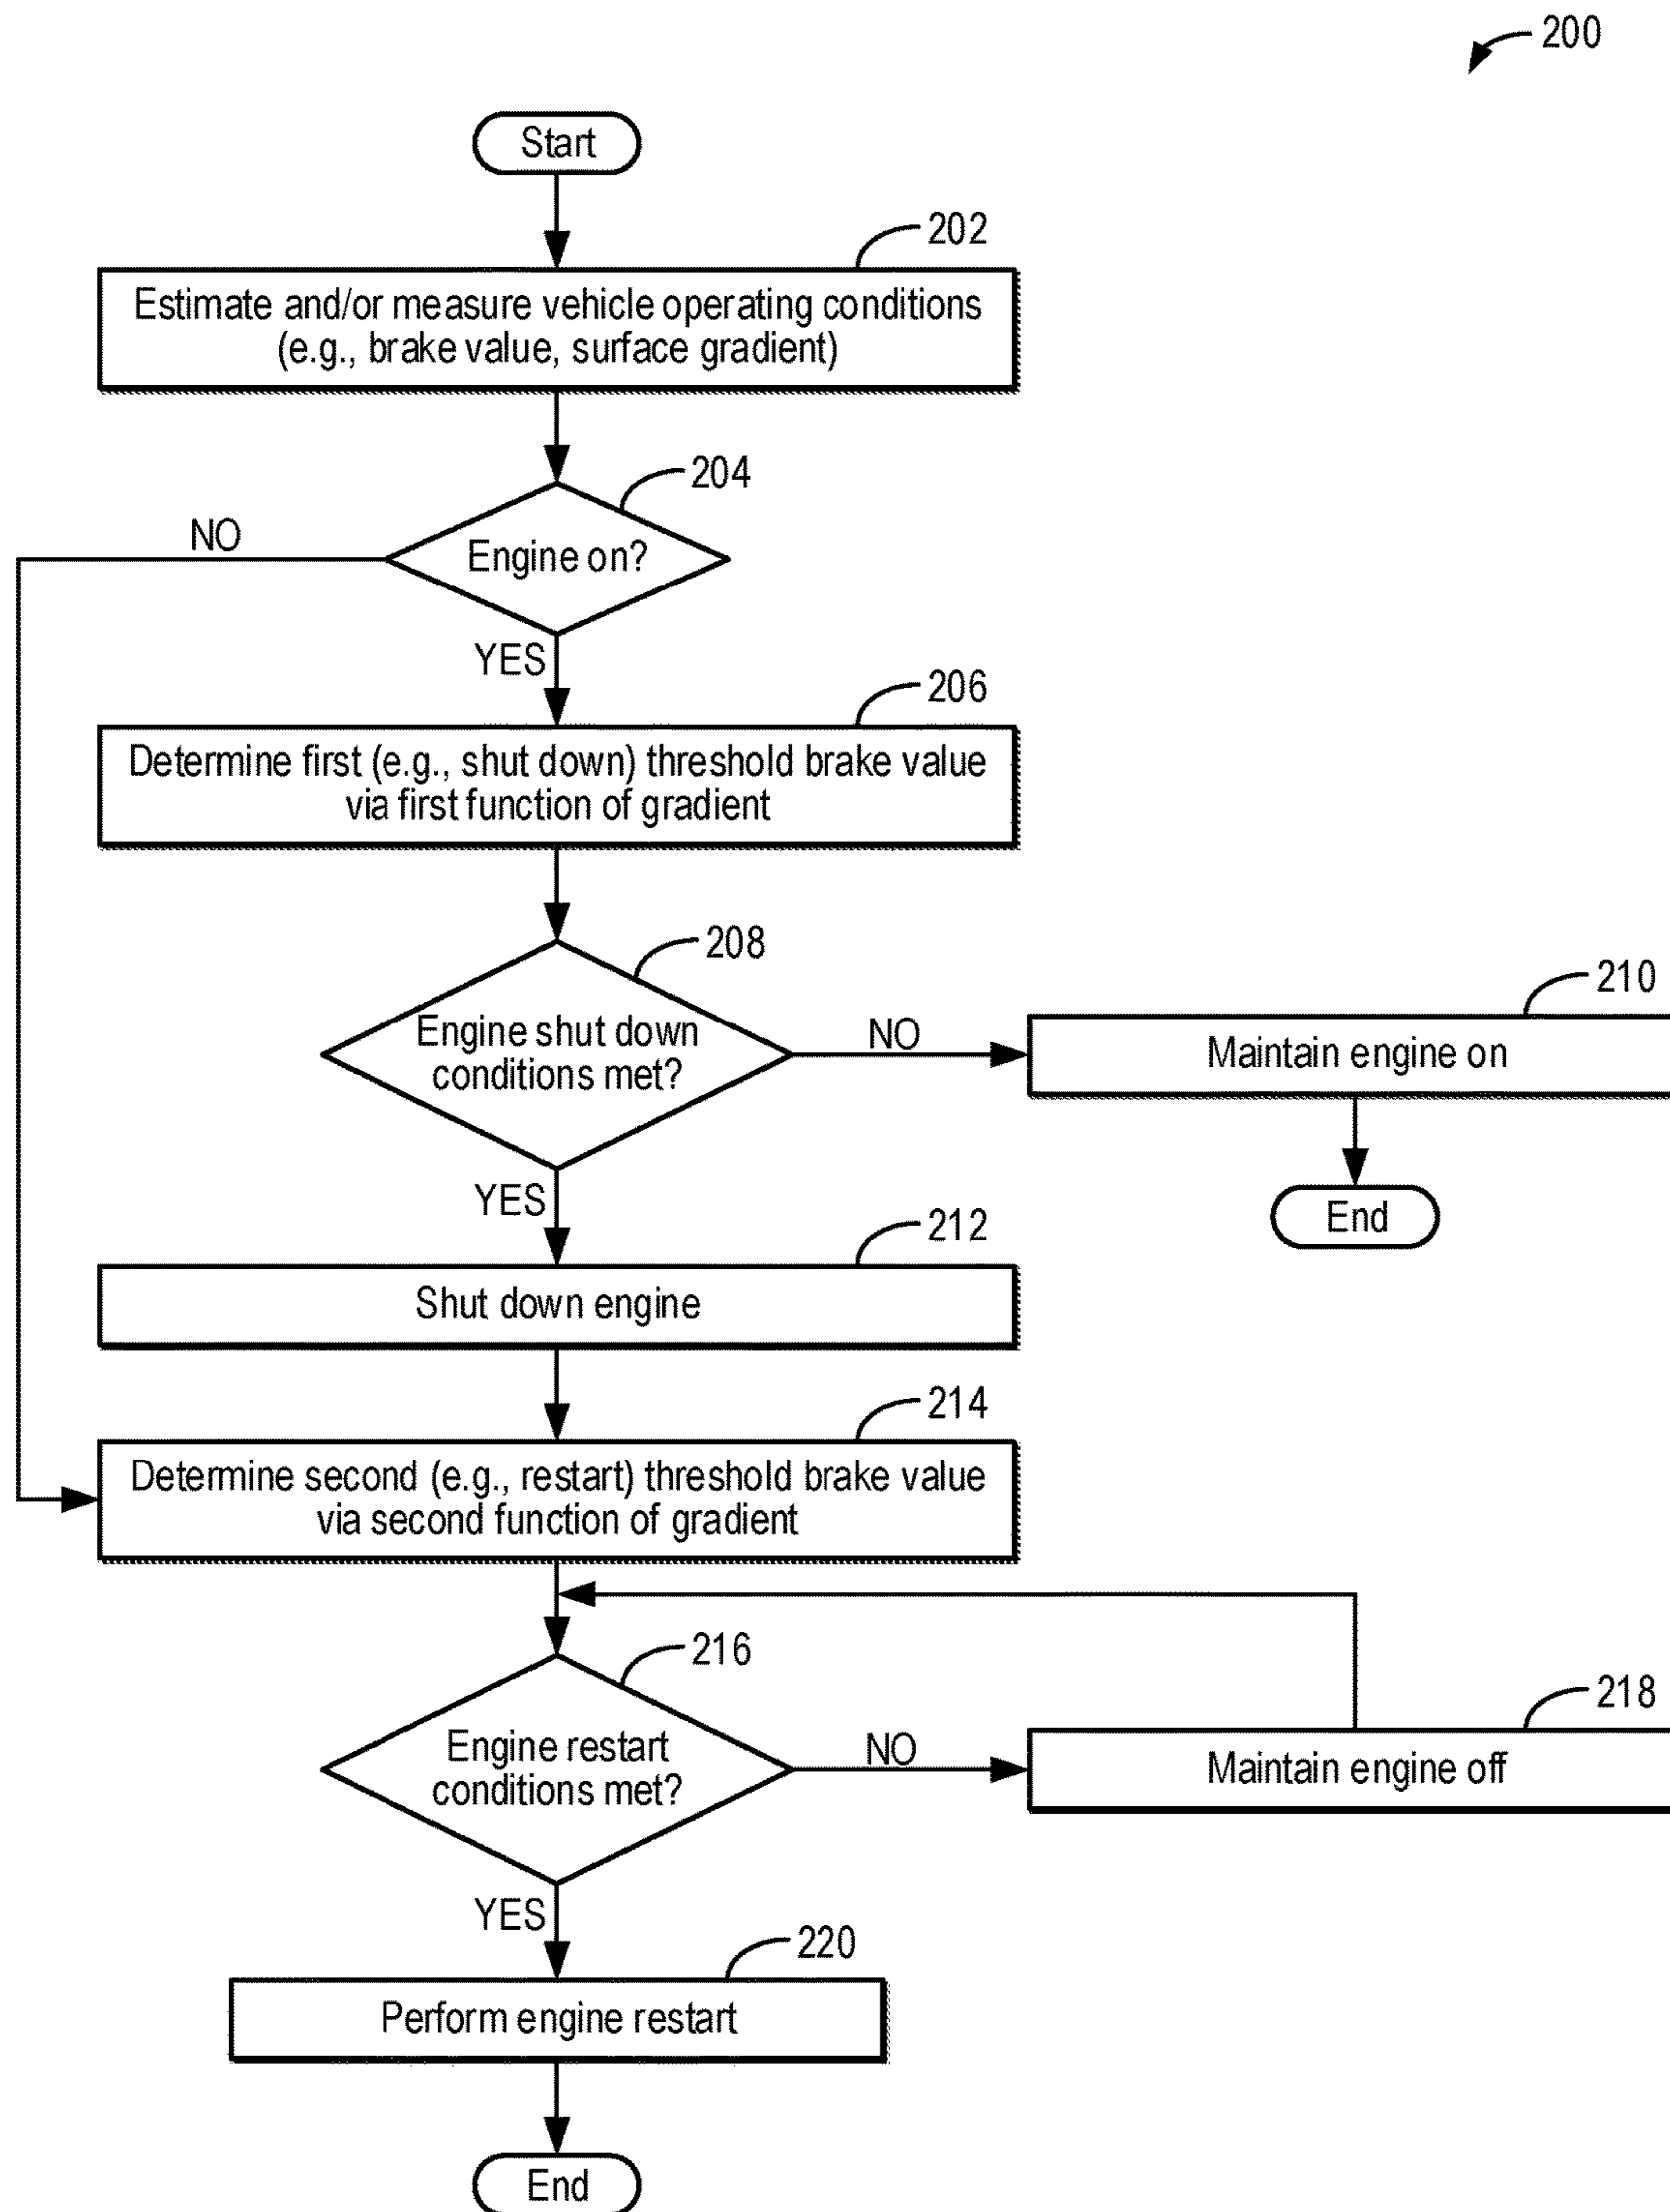 200
Start
202
Estimate and/or measure vehicle operating conditions
(e.g., brake value, surface gradient)
204
NO
Engine on?
YES
206
Determine first (e.g., shut down) threshold brake value
via first function of gradient
208
Engine shut down
conditions met?
NO
210
Maintain engine on
End
YES
212
Shut down engine
214
Determine second (e.g., restart) threshold brake value
via second function of gradient
216
Engine restart
conditions met?
NO
218
Maintain engine off
YES
220
Perform engine restart
End